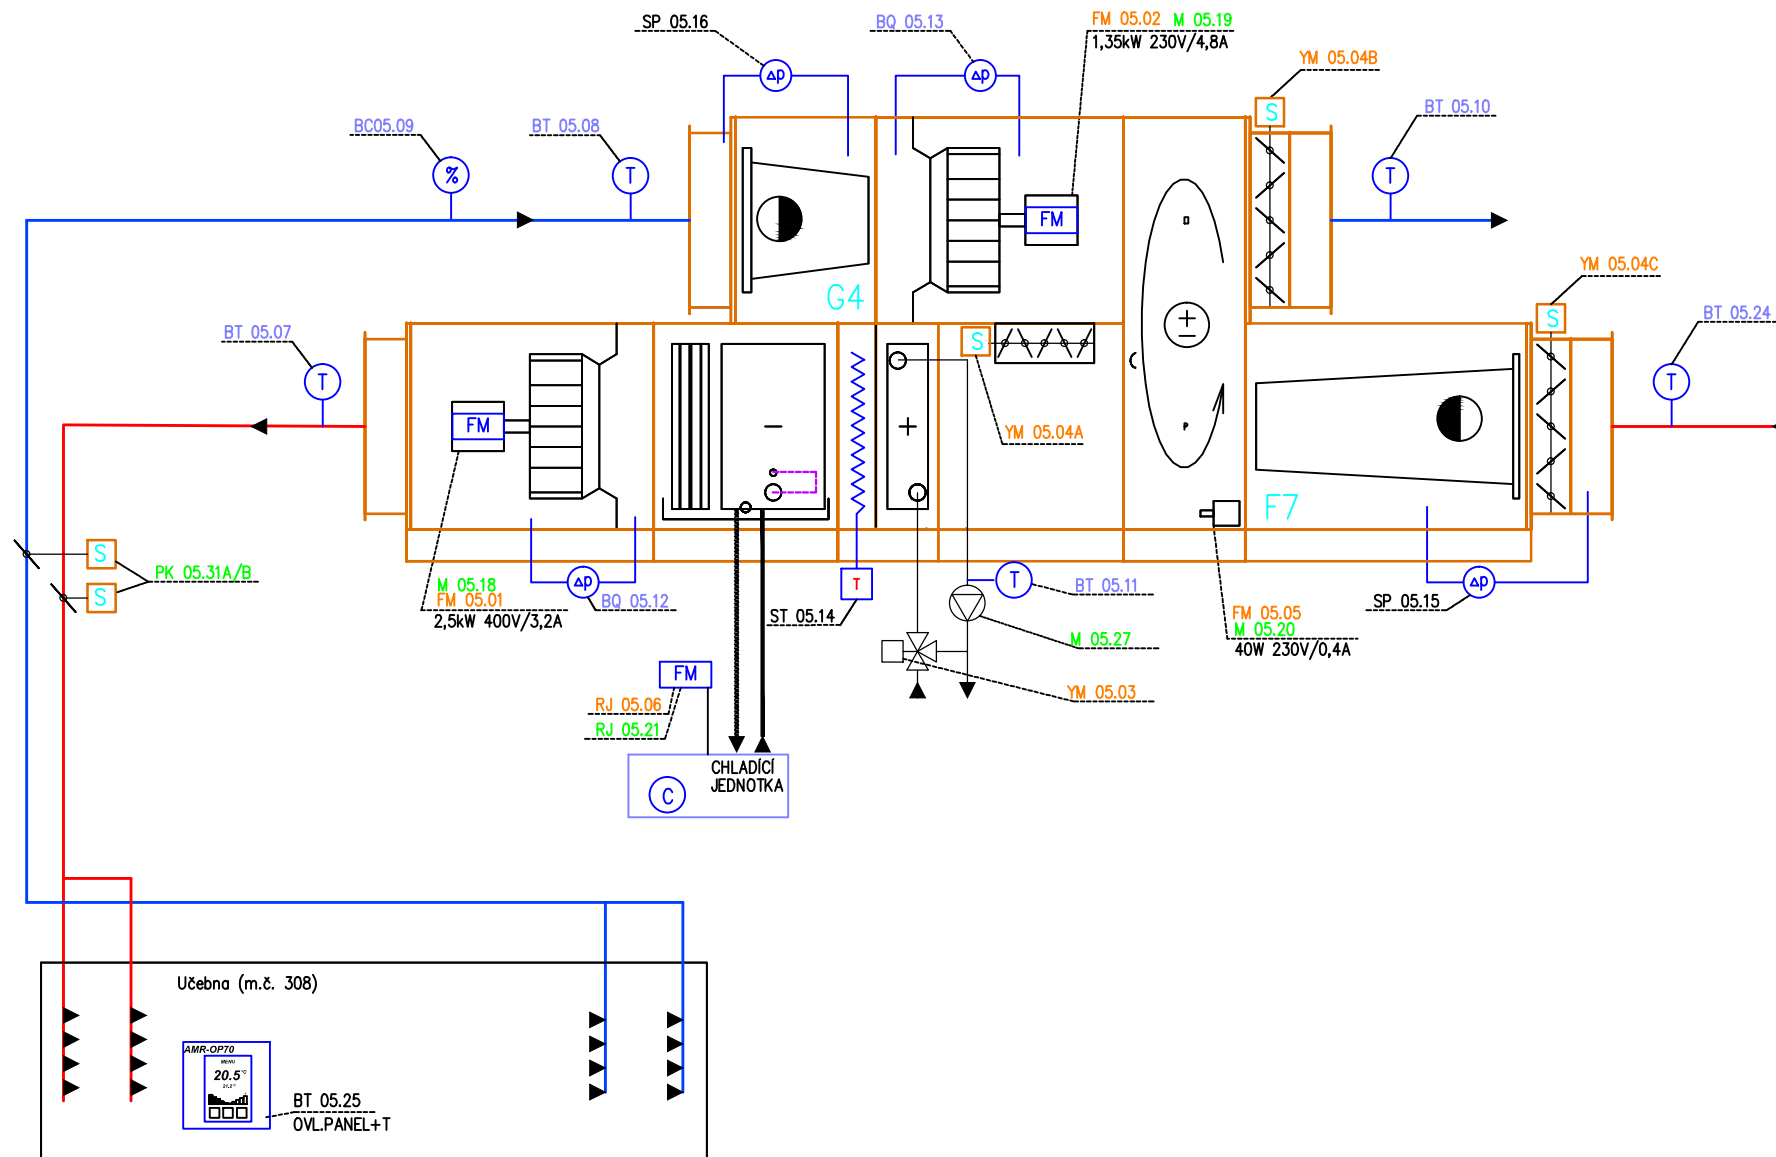 SP 05.16
BQ 05.13
FM 05.02 M 05.19
1,35kW 230V/4,8A
YM 05.04B
Δp
Δp
S
BT 05.10
BC05.09
BT 05.08
%
T
T
FM
G4
YM 05.04C
BT 05.24
S
BT 05.07
T
S
T
FM
YM 05.04A
F7
S
S
PK 05.31A/B
M 05.18
FM 05.01
2,5kW 400V/3,2A
Δp
BQ 05.12
T
ST 05.14
T
BT 05.11
Δp
SP 05.15
FM 05.05
M 05.20
40W 230V/0,4A
M 05.27
YM 05.03
FM
RJ 05.06
RJ 05.21
CHLADÍCÍ
JEDNOTKA
C
Učebna (m.č. 308)
AMR-OP70
MENU
20.5°C
BT 05.25
OVL.PANEL+T